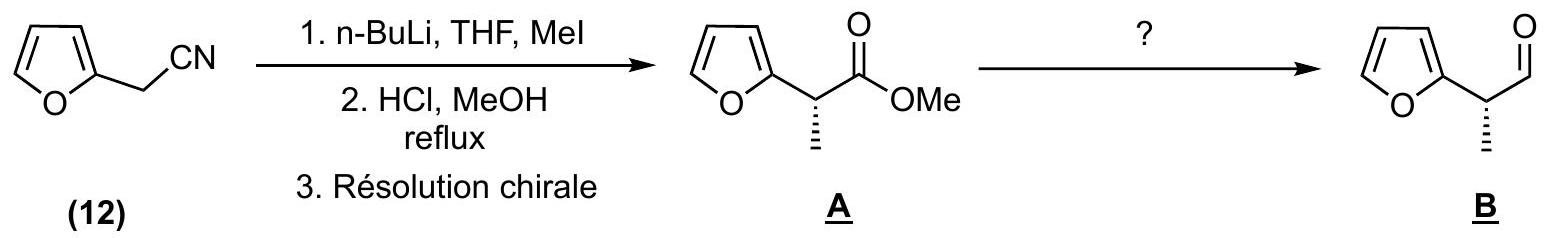 O
CN
(12)
1. n-BuLi, THF, MeI
2. HCl, MeOH
reflux
3. Résolution chirale
O
O
OMe
A
?
O
O
B